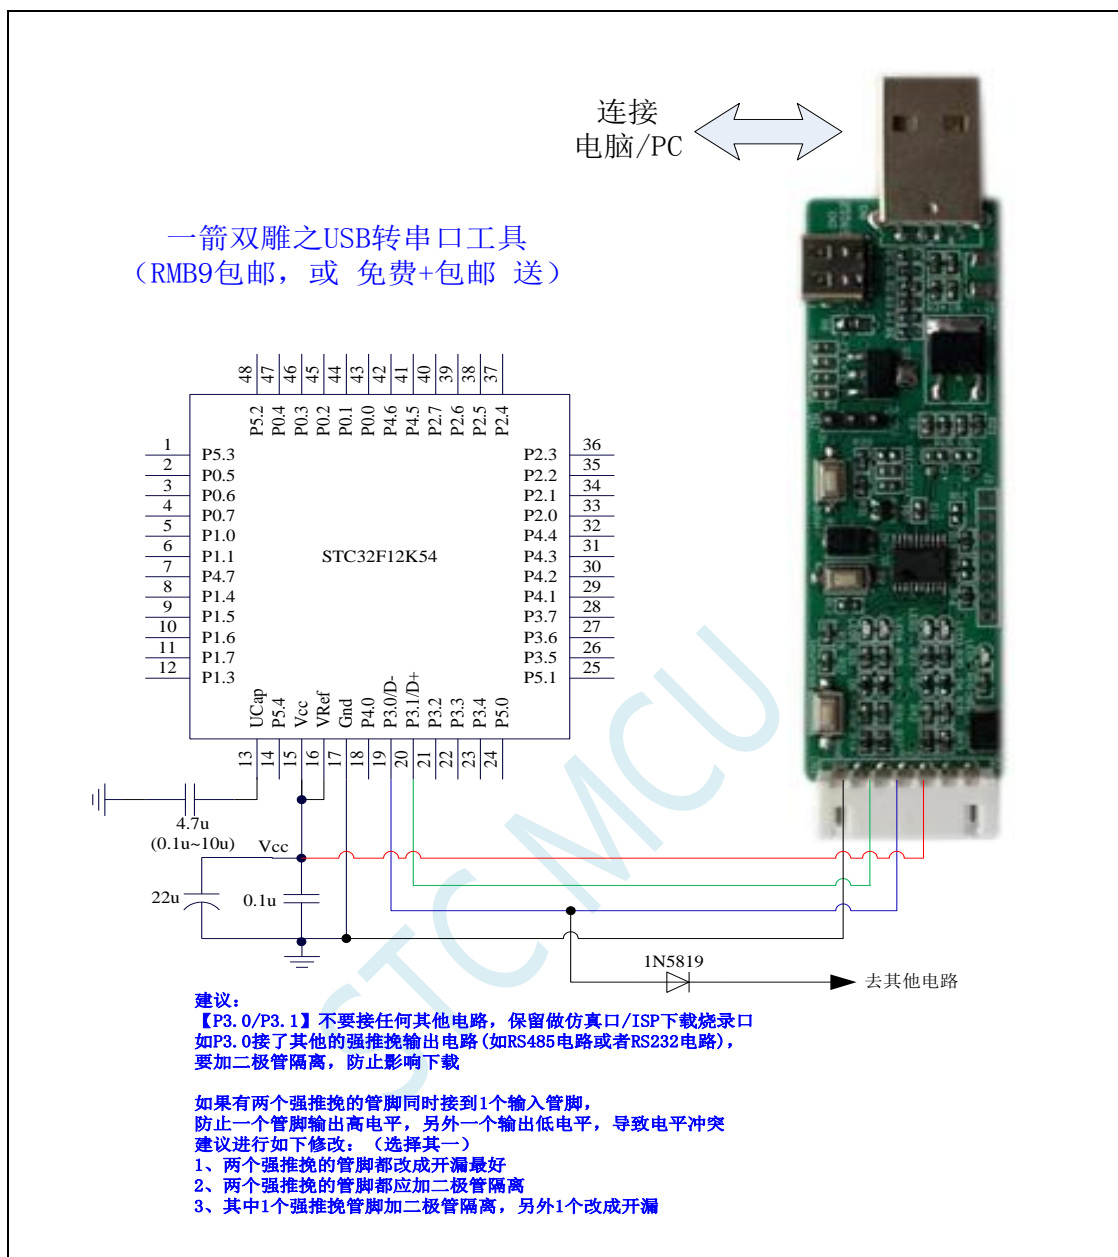 连接
电脑/PC
一箭双雕之USB转串口工具
（RMB9包邮，或 免费+包邮 送）
48 47 46 45 44 43 42 41 40 39 38 37
P5.2 P0.4 P0.3 P0.2 P0.1 P0.0 P4.6 P4.5 P2.7 P2.6 P2.5 P2.4
1 P5.3
2 P0.5
3 P0.6
4 P0.7
5 P1.0
6 P1.1
7 P4.7
8 P1.4
9 P1.5
10 P1.6
11 P1.7
12 P1.3
STC32F12K54
P2.3 36
P2.2 35
P2.1 34
P2.0 33
P4.4 32
P4.3 31
P4.2 30
P4.1 29
P3.7 28
P3.6 27
P3.5 26
P5.1 25
UCap P5.4 Vcc VRef Gnd P4.0 P3.0/D- P3.1/D+ P3.2 P3.3 P3.4 P5.0
13 14 15 16 17 18 19 20 21 22 23 24
4.7u
(0.1u~10u)
Vcc
22u
0.1u
1N5819
去其他电路
STC MCU
建议：
【P3.0/P3.1】不要接任何其他电路，保留做仿真口/ISP下载烧录口
如P3.0接了其他的强推挽输出电路(如RS485电路或者RS232电路)，
要加二极管隔离，防止影响下载
如果有两个强推挽的管脚同时接到1个输入管脚，
防止一个管脚输出高电平，另外一个输出低电平，导致电平冲突
建议进行如下修改：（选择其一）
1、两个强推挽的管脚都改成开漏最好
2、两个强推挽的管脚都应加二极管隔离
3、其中1个强推挽管脚加二极管隔离，另外1个改成开漏